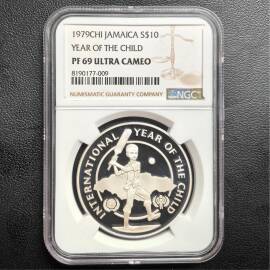 1979CHI JAMAICA S$10
YEAR OF THE CHILD
PF 69 ULTRA CAMEO
8190177-009
NGC
NUMISMATIC GUARANTY COMPANY
INTERNATIONAL YEAR OF THE CHILD